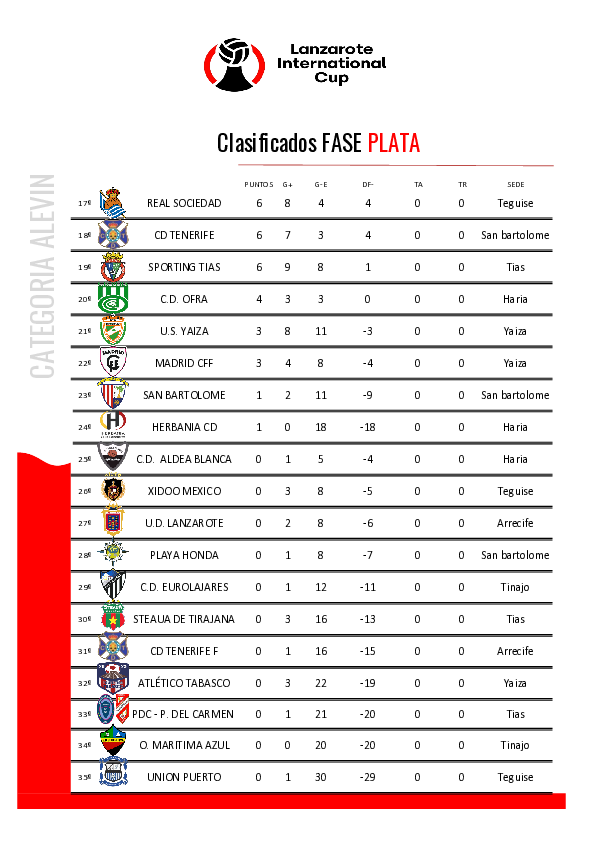 Lanzarote
International
Cup
Clasificados FASE PLATA
CATEGORIA ALEVIN
PUNTOS G+ G-E DF- TA TR SEDE
17º REAL SOCIEDAD 6 8 4 4 0 0 Teguise
18º CD TENERIFE 6 7 3 4 0 0 San bartolome
19º SPORTING TIAS 6 9 8 1 0 0 Tias
20º C.D. OFRA 4 3 3 0 0 0 Haria
21º U.S. YAIZA 3 8 11 -3 0 0 Yaiza
22º MADRID CFF 3 4 8 -4 0 0 Yaiza
23º SAN BARTOLOME 1 2 11 -9 0 0 San bartolome
24º HERBANIA CD 1 0 18 -18 0 0 Haria
25º C.D. ALDEA BLANCA 0 1 5 -4 0 0 Haria
26º XIDOO MEXICO 0 3 8 -5 0 0 Teguise
27º U.D. LANZAROTE 0 2 8 -6 0 0 Arrecife
28º PLAYA HONDA 0 1 8 -7 0 0 San bartolome
29º C.D. EUROLAJARES 0 1 12 -11 0 0 Tinajo
30º STEAUA DE TIRAJANA 0 3 16 -13 0 0 Tias
31º CD TENERIFE F 0 1 16 -15 0 0 Arrecife
32º ATLÉTICO TABASCO 0 3 22 -19 0 0 Yaiza
33º PDC - P. DEL CARMEN 0 1 21 -20 0 0 Tias
34º O. MARITIMA AZUL 0 0 20 -20 0 0 Tinajo
35º UNION PUERTO 0 1 30 -29 0 0 Teguise